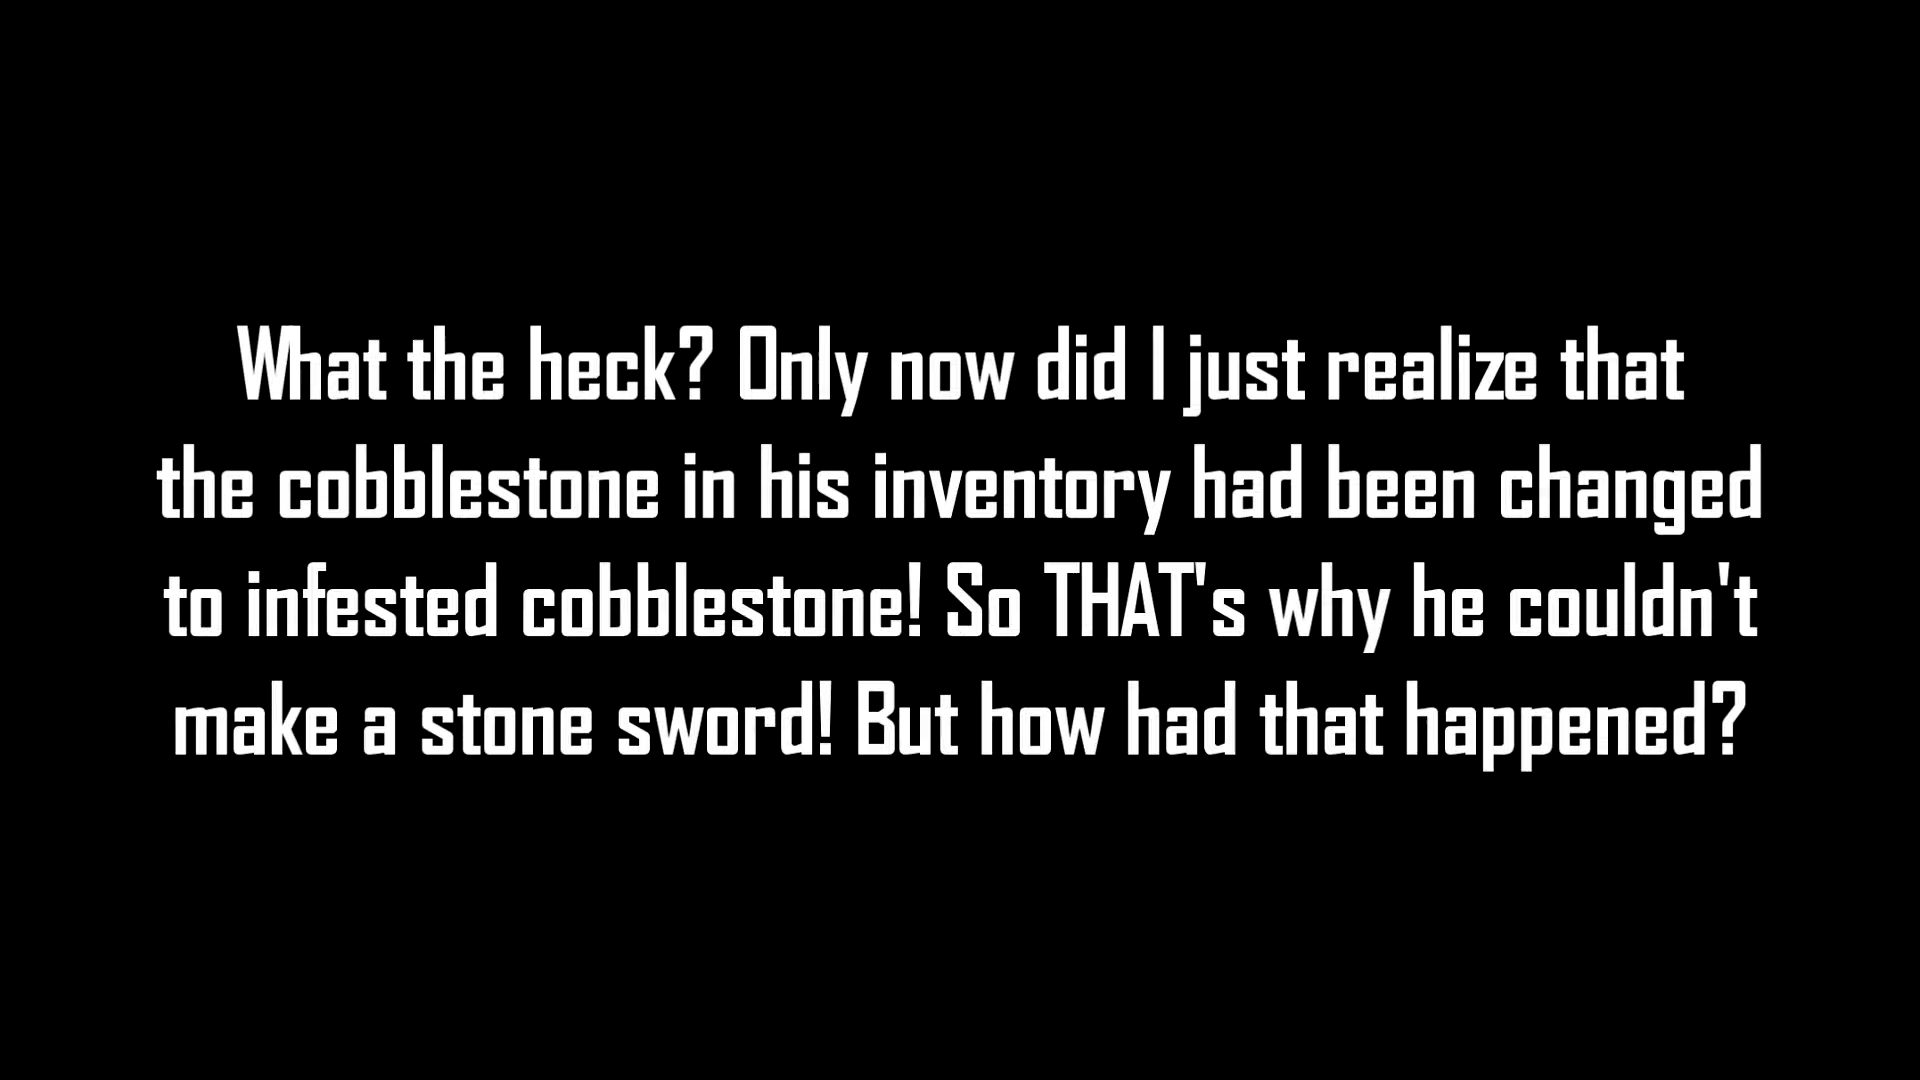 What the heck? Only now did I just realize that
the cobblestone in his inventory had been changed
to infested cobblestone! So THAT's why he couldn't
make a stone sword! But how had that happened?